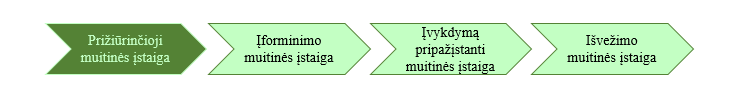 Prižiūrinčioji
muitinės įstaiga
Įforminimo
muitinės įstaiga
Įvykdymą
pripažįstanti
muitinės įstaiga
Išvežimo
muitinės įstaiga